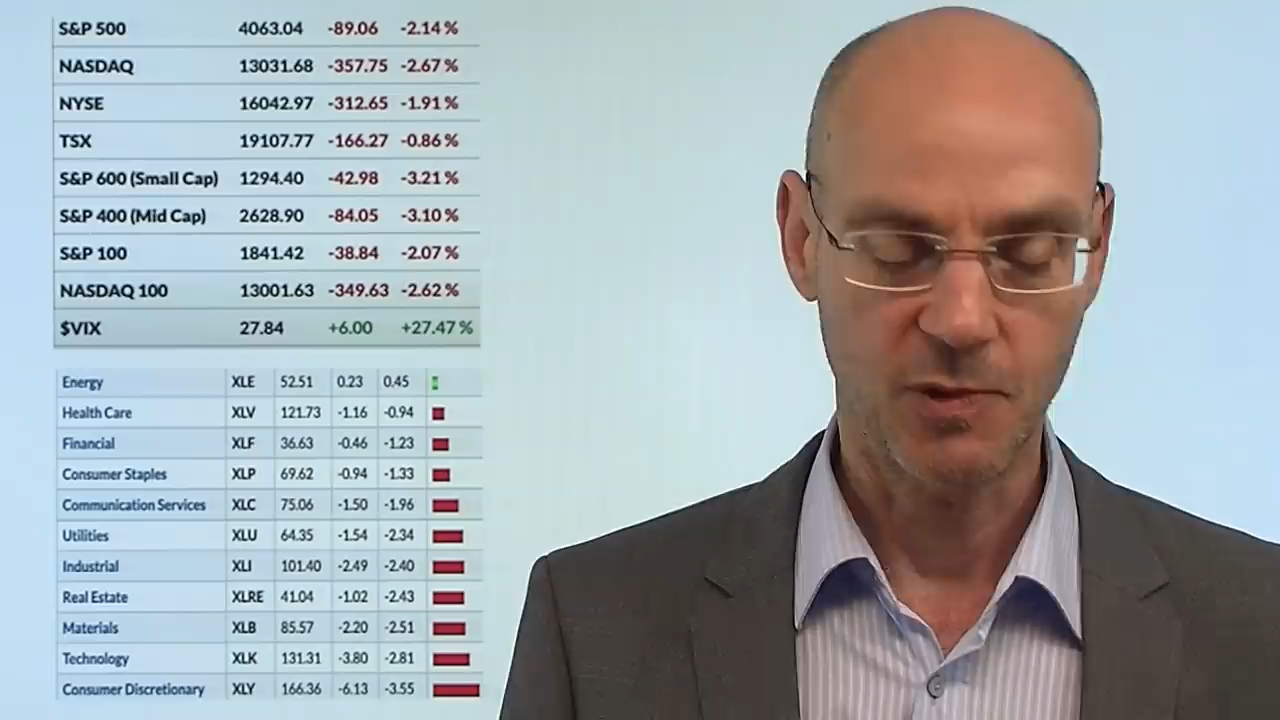 S&P 500 4063.04 -89.06 -2.14%
NASDAQ 13031.68 -357.75 -2.67%
NYSE 16042.97 -312.65 -1.91%
TSX 19107.77 -166.27 -0.86%
S&P 600 (Small Cap) 1294.40 -42.98 -3.21%
S&P 400 (Mid Cap) 2628.90 -84.05 -3.10%
S&P 100 1841.42 -38.84 -2.07%
NASDAQ 100 13001.63 -349.63 -2.62%
$VIX 27.84 +6.00 +27.47%
Energy XLE 52.51 0.23 0.45
Health Care XLV 121.73 -1.16 -0.94
Financial XLF 36.63 -0.46 -1.23
Consumer Staples XLP 69.62 -0.94 -1.33
Communication Services XLC 75.06 -1.50 -1.96
Utilities XLU 64.35 -1.54 -2.34
Industrial XLI 101.40 -2.49 -2.40
Real Estate XLRE 41.04 -1.02 -2.43
Materials XLB 85.57 -2.20 -2.51
Technology XLK 131.31 -3.80 -2.81
Consumer Discretionary XLY 166.36 -6.13 -3.55